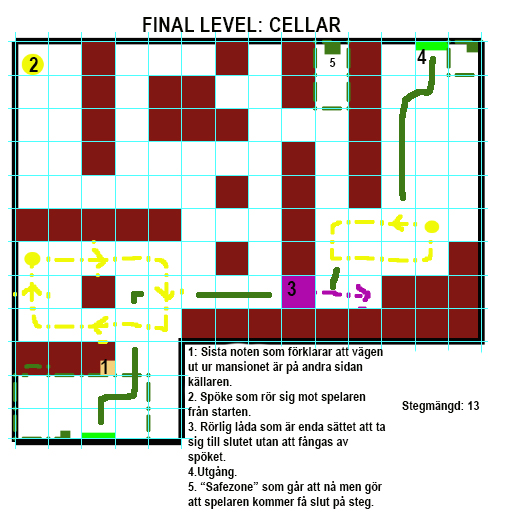 FINAL LEVEL: CELLAR
2
5
4
3
1
1: Sista noten som förklarar att vägen
ut ur mansionet är på andra sidan
källaren.
2. Spöke som rör sig mot spelaren
från starten.
3. Rörlig låda som är enda sättet att ta
sig till slutet utan att fångas av
spöket.
4.Utgång.
5. “Safezone” som går att nå men gör
att spelaren kommer få slut på steg.
Stegmängd: 13